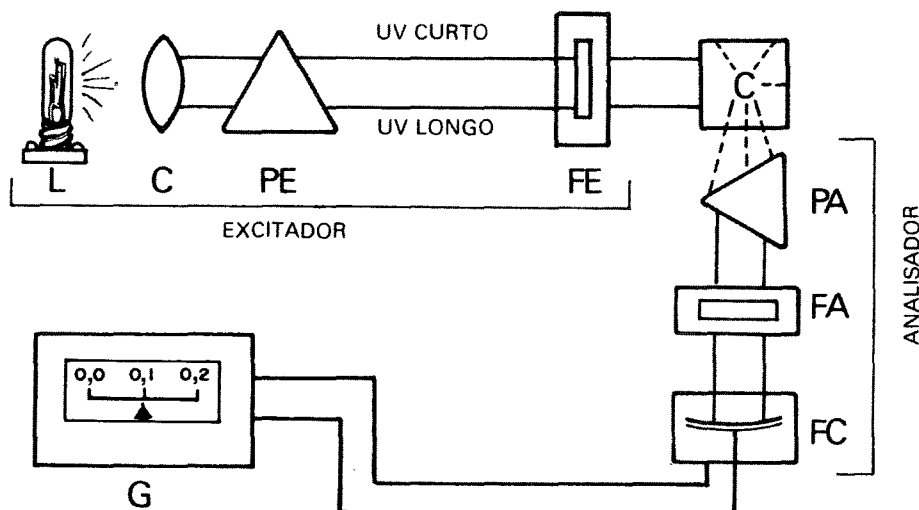 UV CURTO
C
UV LONGO
L
C
PE
FE
EXCITADOR
PA
FA
FC
ANALISADOR
0,0 0,1 0,2
G